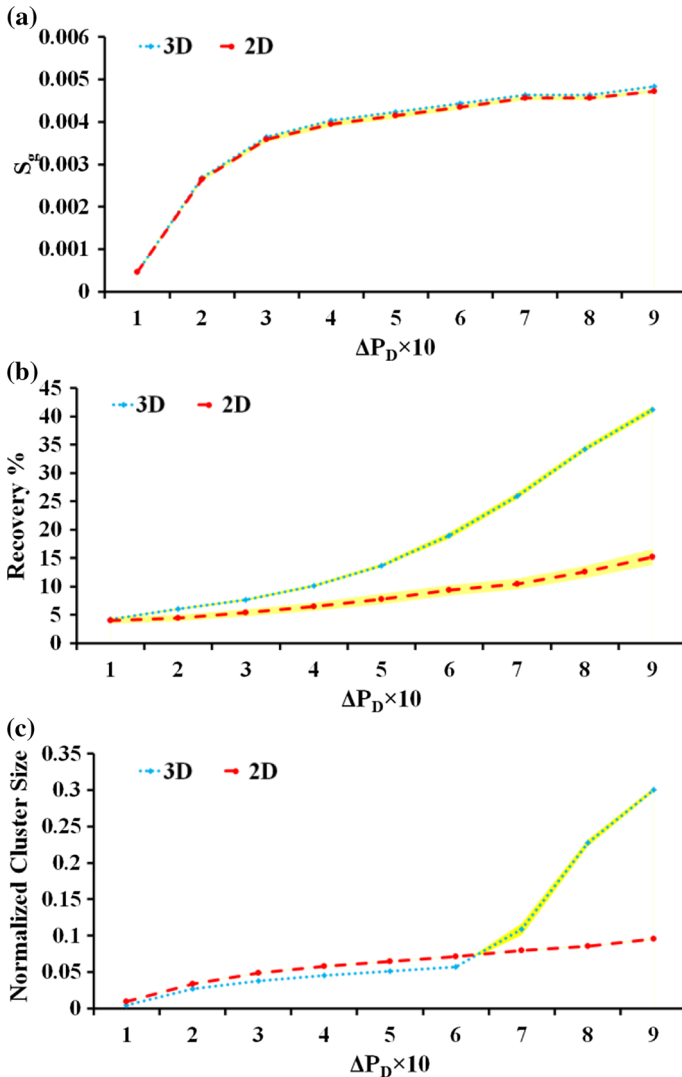 (a)
0.006
0.005
0.004
0.003
0.002
0.001
0
S_g
3D 2D
1 2 3 4 5 6 7 8 9
ΔP_D×10
(b)
45
40
35
30
25
20
15
10
5
0
Recovery %
3D 2D
1 2 3 4 5 6 7 8 9
ΔP_D×10
(c)
0.35
0.3
0.25
0.2
0.15
0.1
0.05
0
Normalized Cluster Size
3D 2D
1 2 3 4 5 6 7 8 9
ΔP_D×10